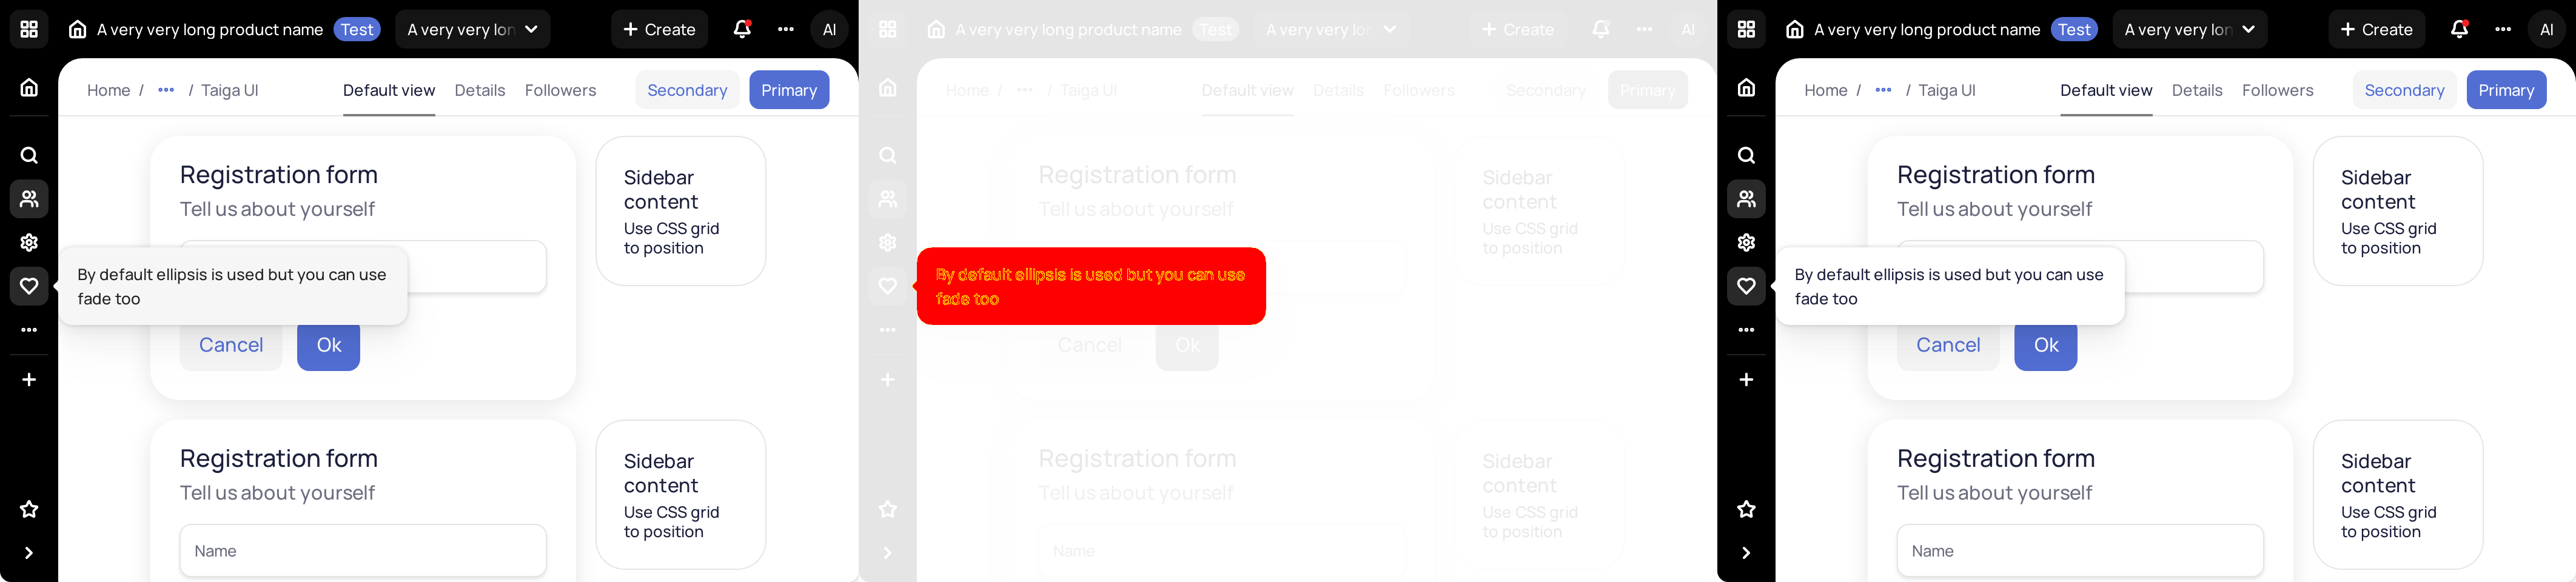 A very very long product name Test A very very lon Create AI
Home / ... / Taiga UI Default view Details Followers Secondary Primary
Registration form
Tell us about yourself
By default ellipsis is used but you can use
fade too
Cancel Ok
Sidebar
content
Use CSS grid
to position
Registration form
Tell us about yourself
Name
Sidebar
content
Use CSS grid
to position
A very very long product name Test A very very lon Create AI
Home / ... / Taiga UI Default view Details Followers Secondary Primary
Registration form
Tell us about yourself
By default ellipsis is used but you can use
fade too
Cancel Ok
Sidebar
content
Use CSS grid
to position
Registration form
Tell us about yourself
Name
Sidebar
content
Use CSS grid
to position
A very very long product name Test A very very lon Create AI
Home / ... / Taiga UI Default view Details Followers Secondary Primary
Registration form
Tell us about yourself
By default ellipsis is used but you can use
fade too
Cancel Ok
Sidebar
content
Use CSS grid
to position
Registration form
Tell us about yourself
Name
Sidebar
content
Use CSS grid
to position